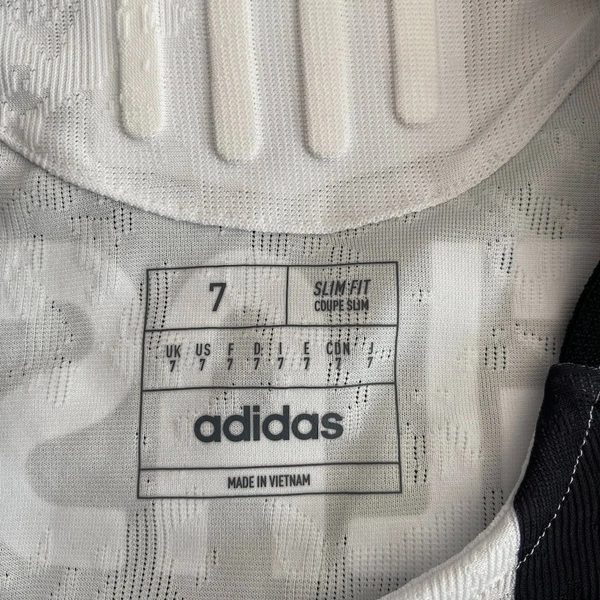 7
SLIM FIT
COUPE SLIM
UK US F D I E CDN J
7 7 7 7 7 7 7 7
adidas
MADE IN VIETNAM